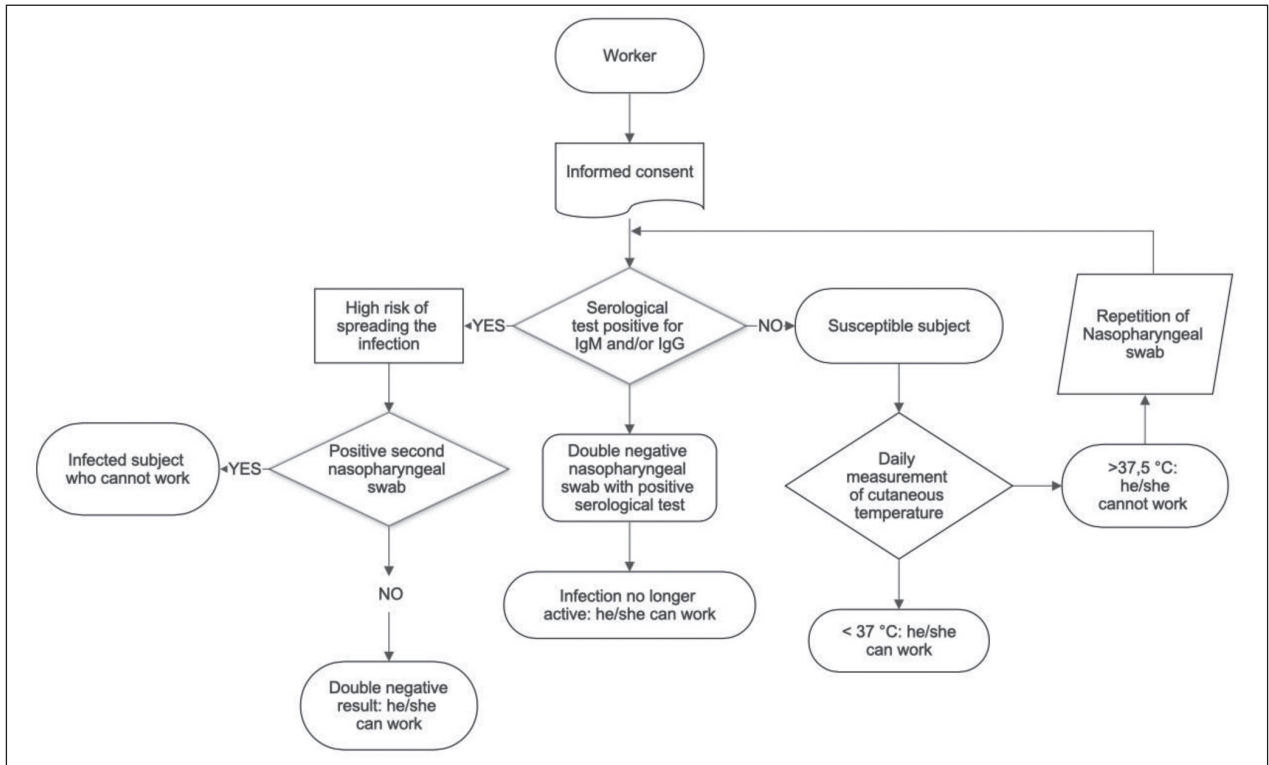 Worker
Informed consent
High risk of
spreading the
infection
YES
Serological
test positive for
IgM and/or IgG
NO
Susceptible subject
Repetition of
Nasopharyngeal
swab
Infected subject
who cannot work
YES
Positive second
nasopharyngeal
swab
Double negative
nasopharyngeal
swab with positive
serological test
Daily
measurement
of cutaneous
temperature
>37,5 °C:
he/she
cannot work
NO
Infection no longer
active: he/she can work
< 37 °C: he/she
can work
Double negative
result: he/she
can work